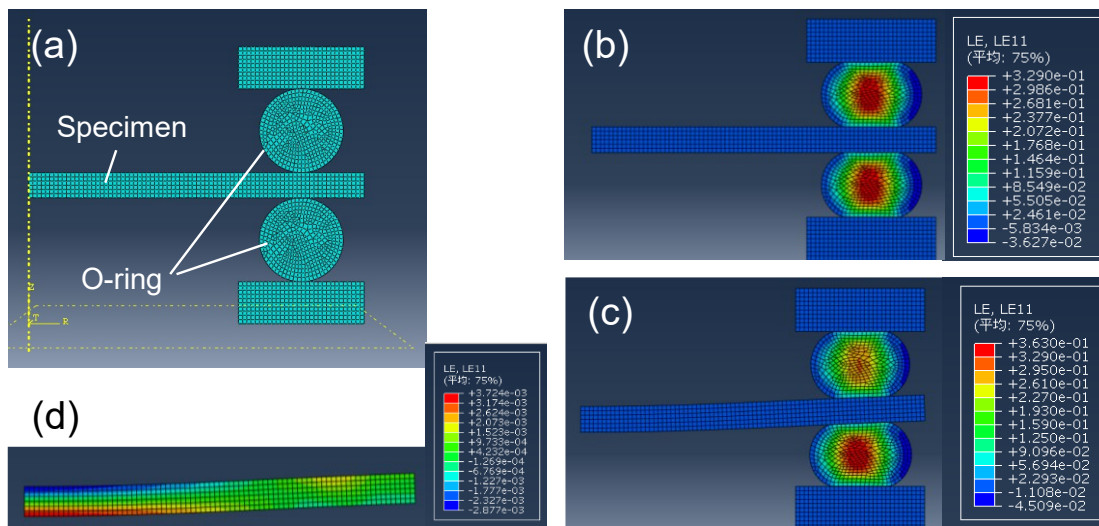 (a)
Specimen
O-ring
Z
T
R
(b)
LE, LE11
(平均: 75%)
+3.290e-01
+2.986e-01
+2.681e-01
+2.377e-01
+2.072e-01
+1.768e-01
+1.464e-01
+1.159e-01
+8.549e-02
+5.505e-02
+2.461e-02
-5.834e-03
-3.627e-02
(c)
LE, LE11
(平均: 75%)
+3.630e-01
+3.290e-01
+2.950e-01
+2.610e-01
+2.270e-01
+1.930e-01
+1.590e-01
+1.250e-01
+9.096e-02
+5.694e-02
+2.293e-02
-1.108e-02
-4.509e-02
(d)
LE, LE11
(平均: 75%)
+3.724e-03
+3.174e-03
+2.624e-03
+2.073e-03
+1.523e-03
+9.733e-04
+4.232e-04
-1.269e-04
-6.769e-04
-1.227e-03
-1.777e-03
-2.327e-03
-2.877e-03